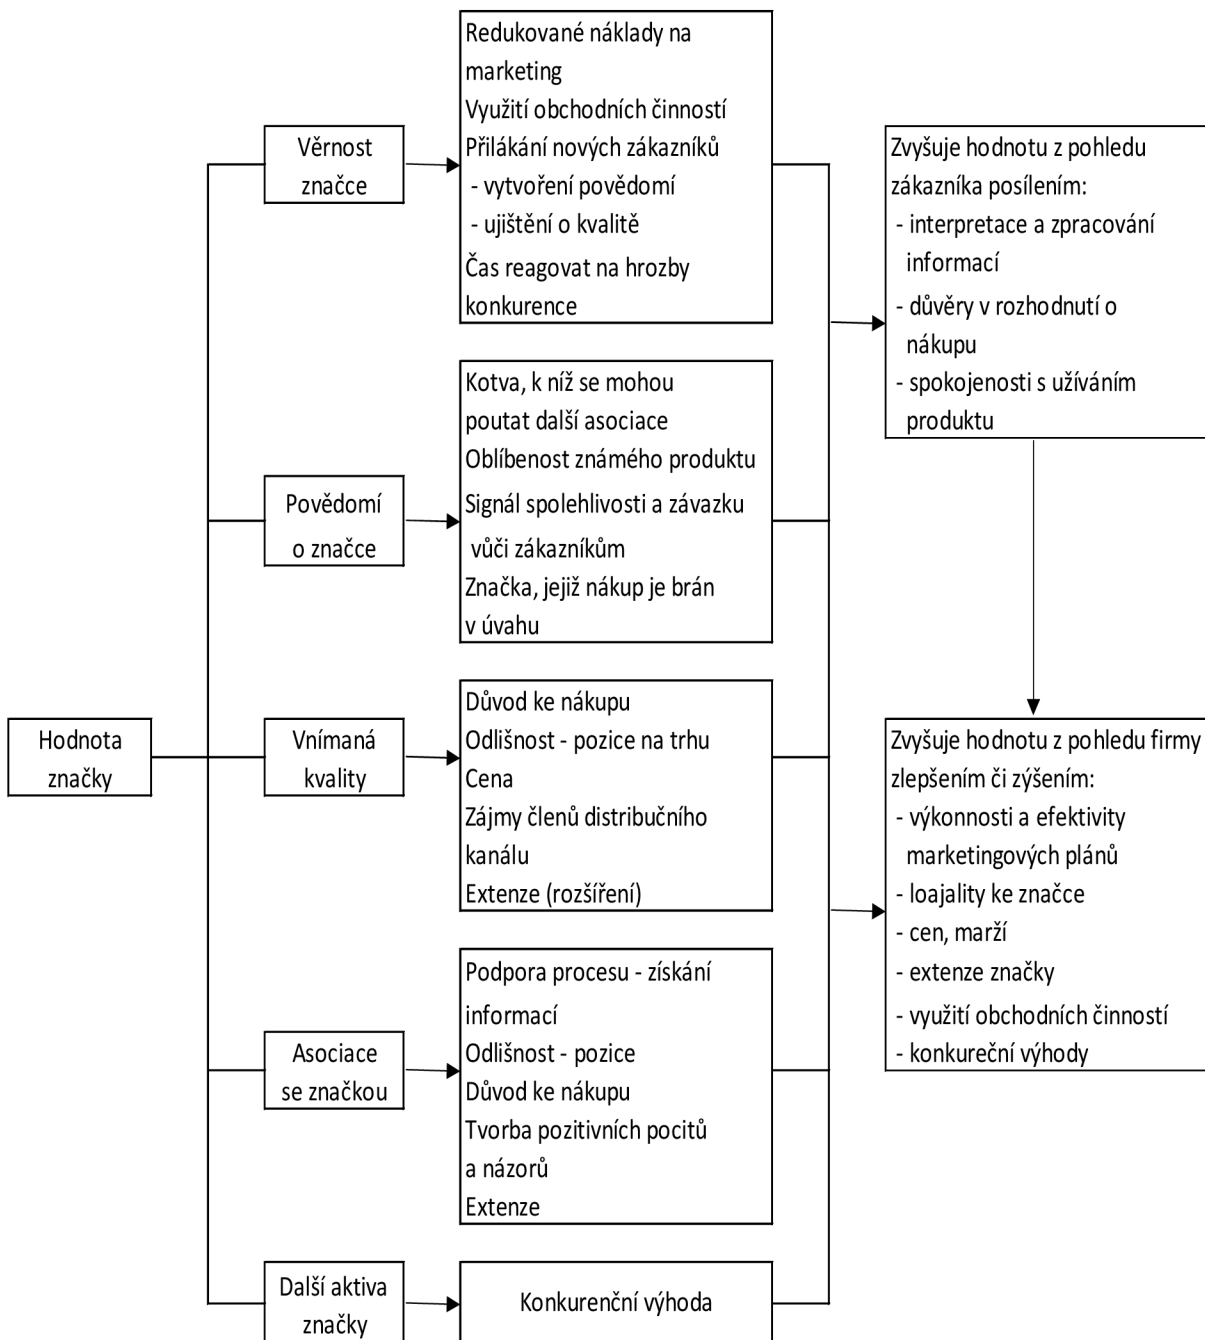 Redukované náklady na
marketing
Využití obchodních činností
Přilákání nových zákazníků
- vytvoření povědomí
- ujištění o kvalitě
Čas reagovat na hrozby
konkurence
Věrnost
značce
Zvyšuje hodnotu z pohledu
zákazníka posílením:
- interpretace a zpracování
informací
- důvěry v rozhodnutí o
nákupu
- spokojenosti s užíváním
produktu
Kotva, k níž se mohou
poutat další asociace
Oblíbenost známého produktu
Signál spolehlivosti a závazku
vůči zákazníkům
Značka, jejiž nákup je brán
v úvahu
Povědomí
o značce
Hodnota
značky
Vnímaná
kvality
Důvod ke nákupu
Odlišnost - pozice na trhu
Cena
Zájmy členů distribučního
kanálu
Extenze (rozšíření)
Zvyšuje hodnotu z pohledu firmy
zlepšením či zýšením:
- výkonnosti a efektivity
marketingových plánů
- loajality ke značce
- cen, marží
- extenze značky
- využití obchodních činností
- konkureční výhody
Asociace
se značkou
Podpora procesu - získání
informací
Odlišnost - pozice
Důvod ke nákupu
Tvorba pozitivních pocitů
a názorů
Extenze
Další aktiva
značky
Konkurenční výhoda